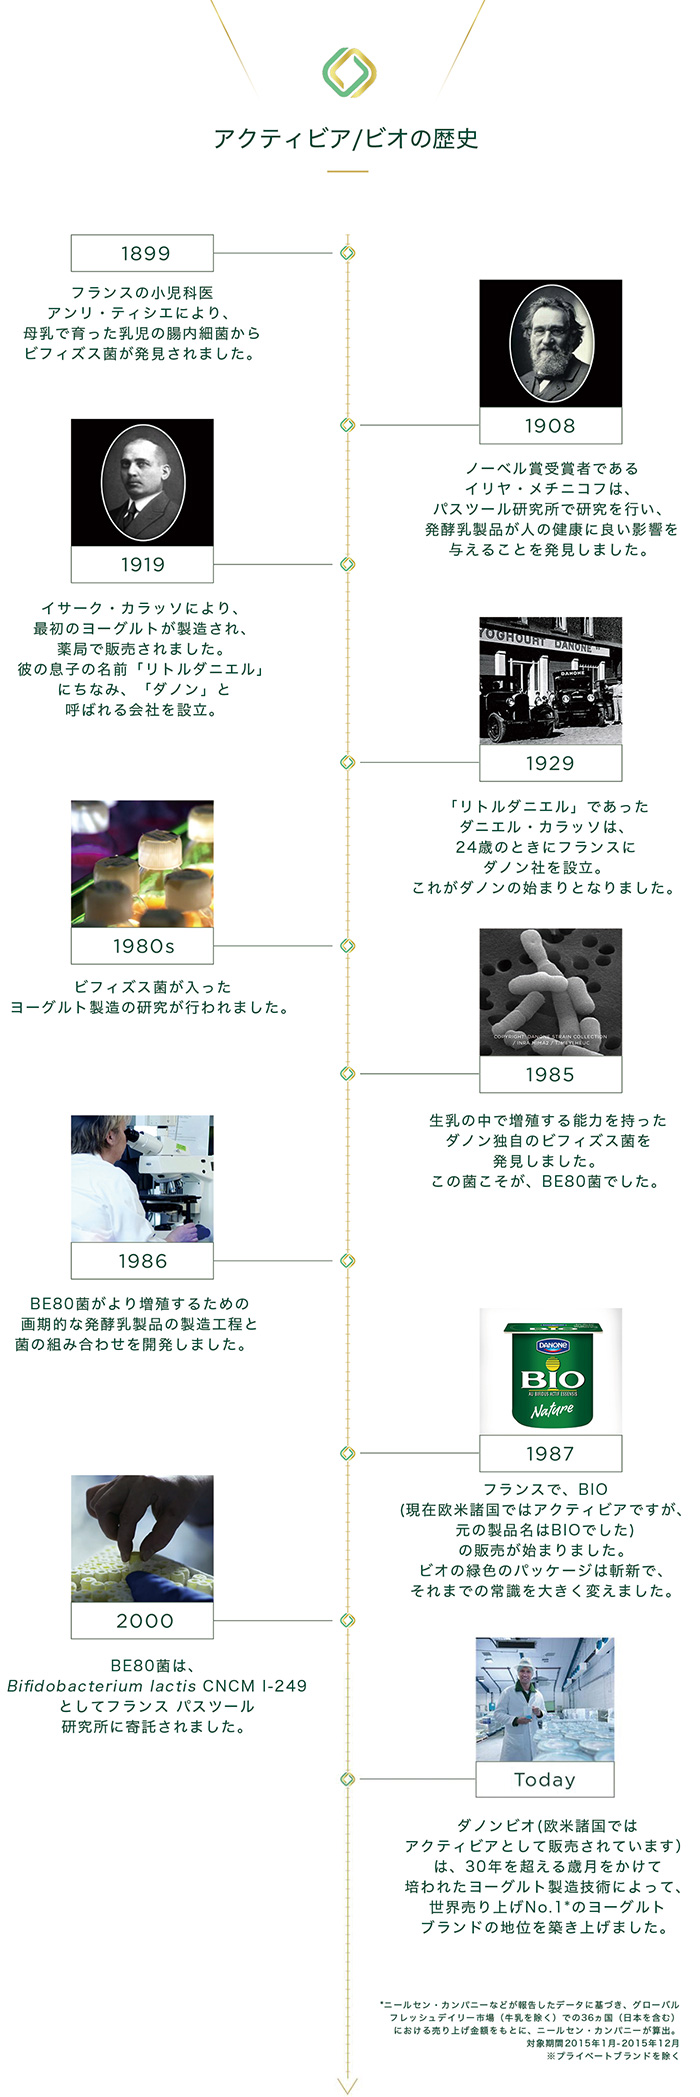 アクティビア/ビオの歴史
1899
フランスの小児科医
アンリ・ティシエにより、
母乳で育った乳児の腸内細菌から
ビフィズス菌が発見されました。
1908
ノーベル賞受賞者である
イリヤ・メチニコフは、
パスツール研究所で研究を行い、
発酵乳製品が人の健康に良い影響を
与えることを発見しました。
1919
イサーク・カラッソにより、
最初のヨーグルトが製造され、
薬局で販売されました。
彼の息子の名前「リトルダニエル」
にちなみ、「ダノン」と
呼ばれる会社を設立。
YOGHOURT DANONE
DANONE
1929
「リトルダニエル」であった
ダニエル・カラッソは、
24歳のときにフランスに
ダノン社を設立。
これがダノンの始まりとなりました。
1980s
ビフィズス菌が入った
ヨーグルト製造の研究が行われました。
COPYRIGHT: DANONE STRAIN COLLECTION
/ INRA MIMA2 /
1985
生乳の中で増殖する能力を持った
ダノン独自のビフィズス菌を
発見しました。
この菌こそが、BE80菌でした。
1986
BE80菌がより増殖するための
画期的な発酵乳製品の製造工程と
菌の組み合わせを開発しました。
DANONE
BIO
AU BIFIDUS ACTIF ESSENSIS
Nature
1987
フランスで、BIO
(現在欧米諸国ではアクティビアですが、
元の製品名はBIOでした)
の販売が始まりました。
ビオの緑色のパッケージは斬新で、
それまでの常識を大きく変えました。
2000
BE80菌は、
Bifidobacterium lactis CNCM I-249
としてフランス パスツール
研究所に寄託されました。
Today
ダノンビオ(欧米諸国では
アクティビアとして販売されています)
は、30年を超える歳月をかけて
培われたヨーグルト製造技術によって、
世界売り上げNo.1*のヨーグルト
ブランドの地位を築き上げました。
*ニールセン・カンパニーなどが報告したデータに基づき、グローバル
フレッシュデイリー市場（牛乳を除く）での36ヵ国（日本を含む）
における売り上げ金額をもとに、ニールセン・カンパニーが算出。
対象期間2015年1月-2015年12月
※プライベートブランドを除く